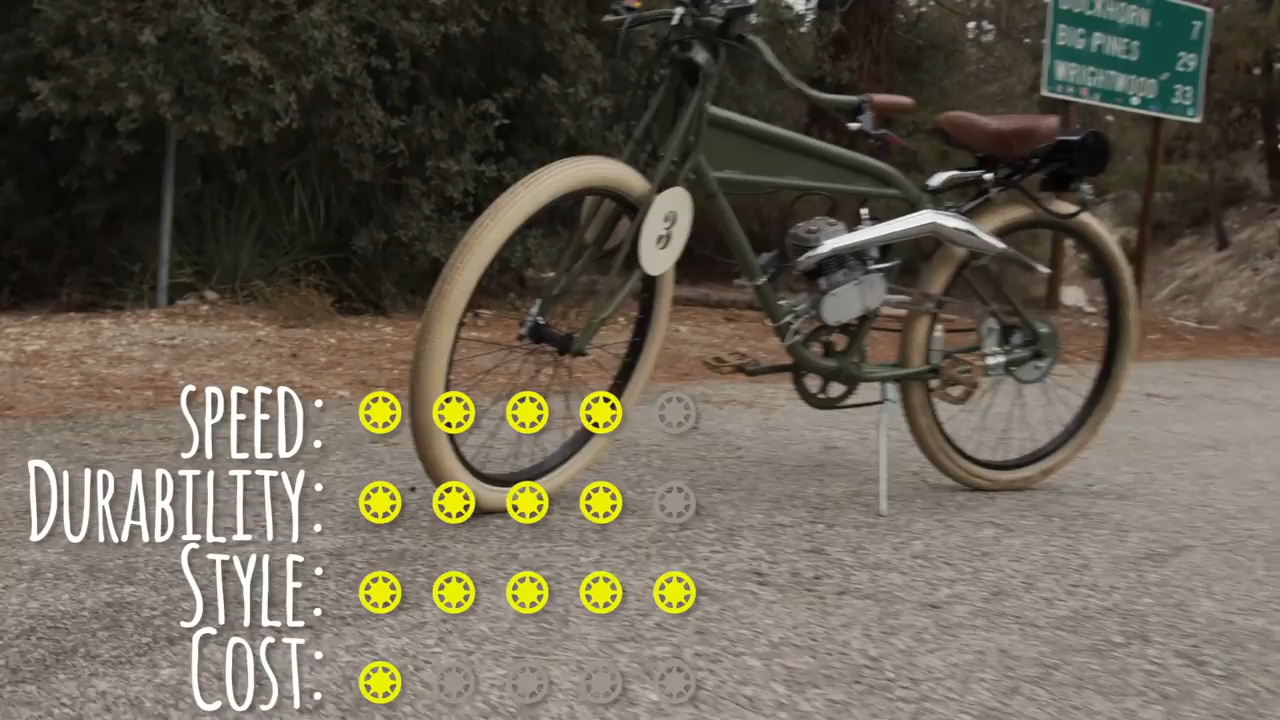 BUCKHORN 7
BIG PINES 29
WRIGHTWOOD 33
3
SPEED:
DURABILITY:
STYLE:
COST: